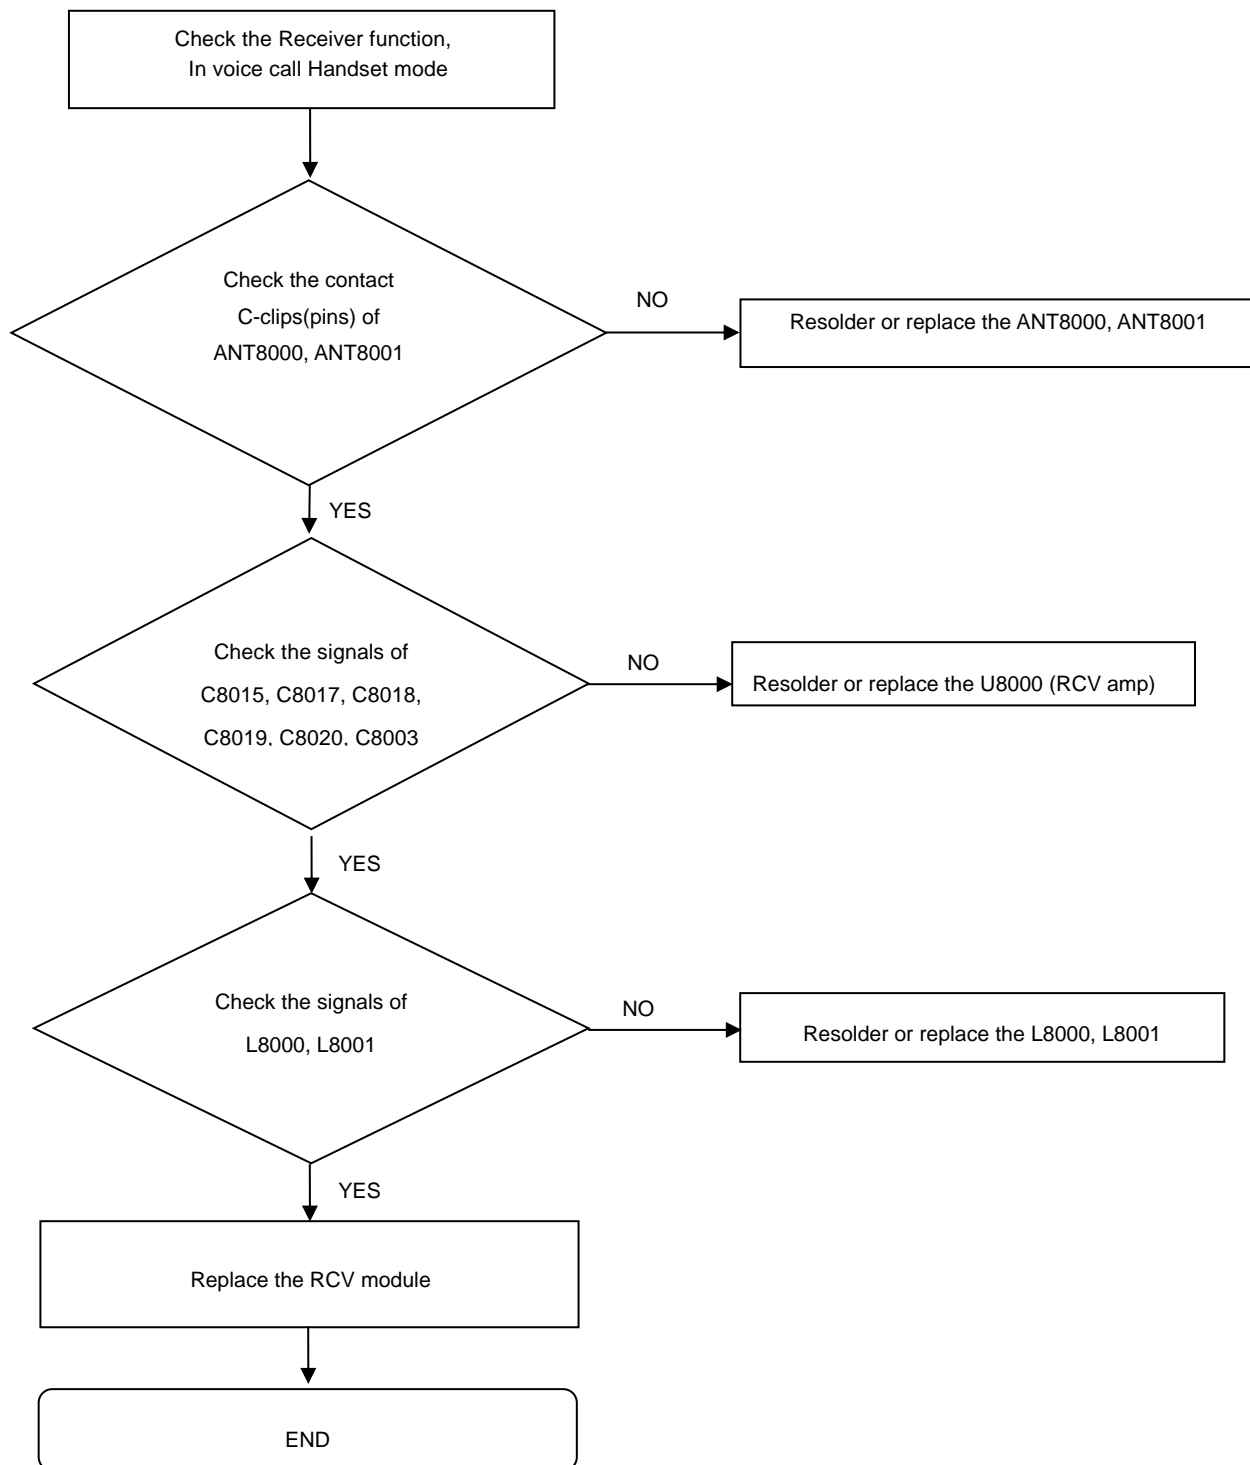 Check the Receiver function,
In voice call Handset mode
Check the contact
C-clips(pins) of
ANT8000, ANT8001
NO
Resolder or replace the ANT8000, ANT8001
YES
Check the signals of
C8015, C8017, C8018,
C8019, C8020, C8003
NO
Resolder or replace the U8000 (RCV amp)
YES
Check the signals of
L8000, L8001
NO
Resolder or replace the L8000, L8001
YES
Replace the RCV module
END